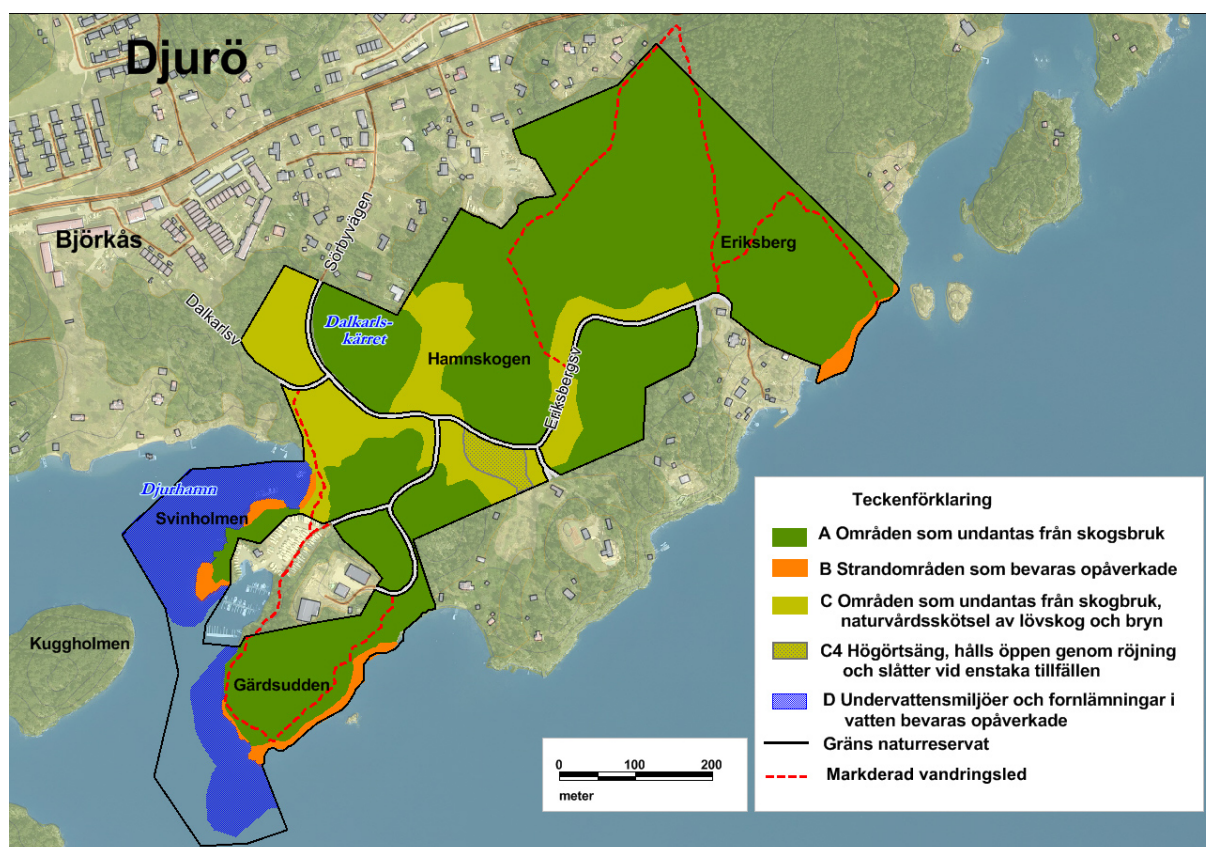 Djurö
Björkås
Sörbyvägen
Dalkarlsv
Dalkarls-
kärret
Hamnskogen
Eriksbergsv
Eriksberg
Djurhamn
Svinholmen
Kuggholmen
Gärdsudden
0 100 200
meter
Teckenförklaring
A Områden som undantas från skogsbruk
B Strandområden som bevaras opåverkade
C Områden som undantas från skogbruk,
naturvårdsskötsel av lövskog och bryn
C4 Högörtsäng, hålls öppen genom röjning
och slåtter vid enstaka tillfällen
D Undervattensmiljöer och fornlämningar i
vatten bevaras opåverkade
Gräns naturreservat
Markderad vandringsled